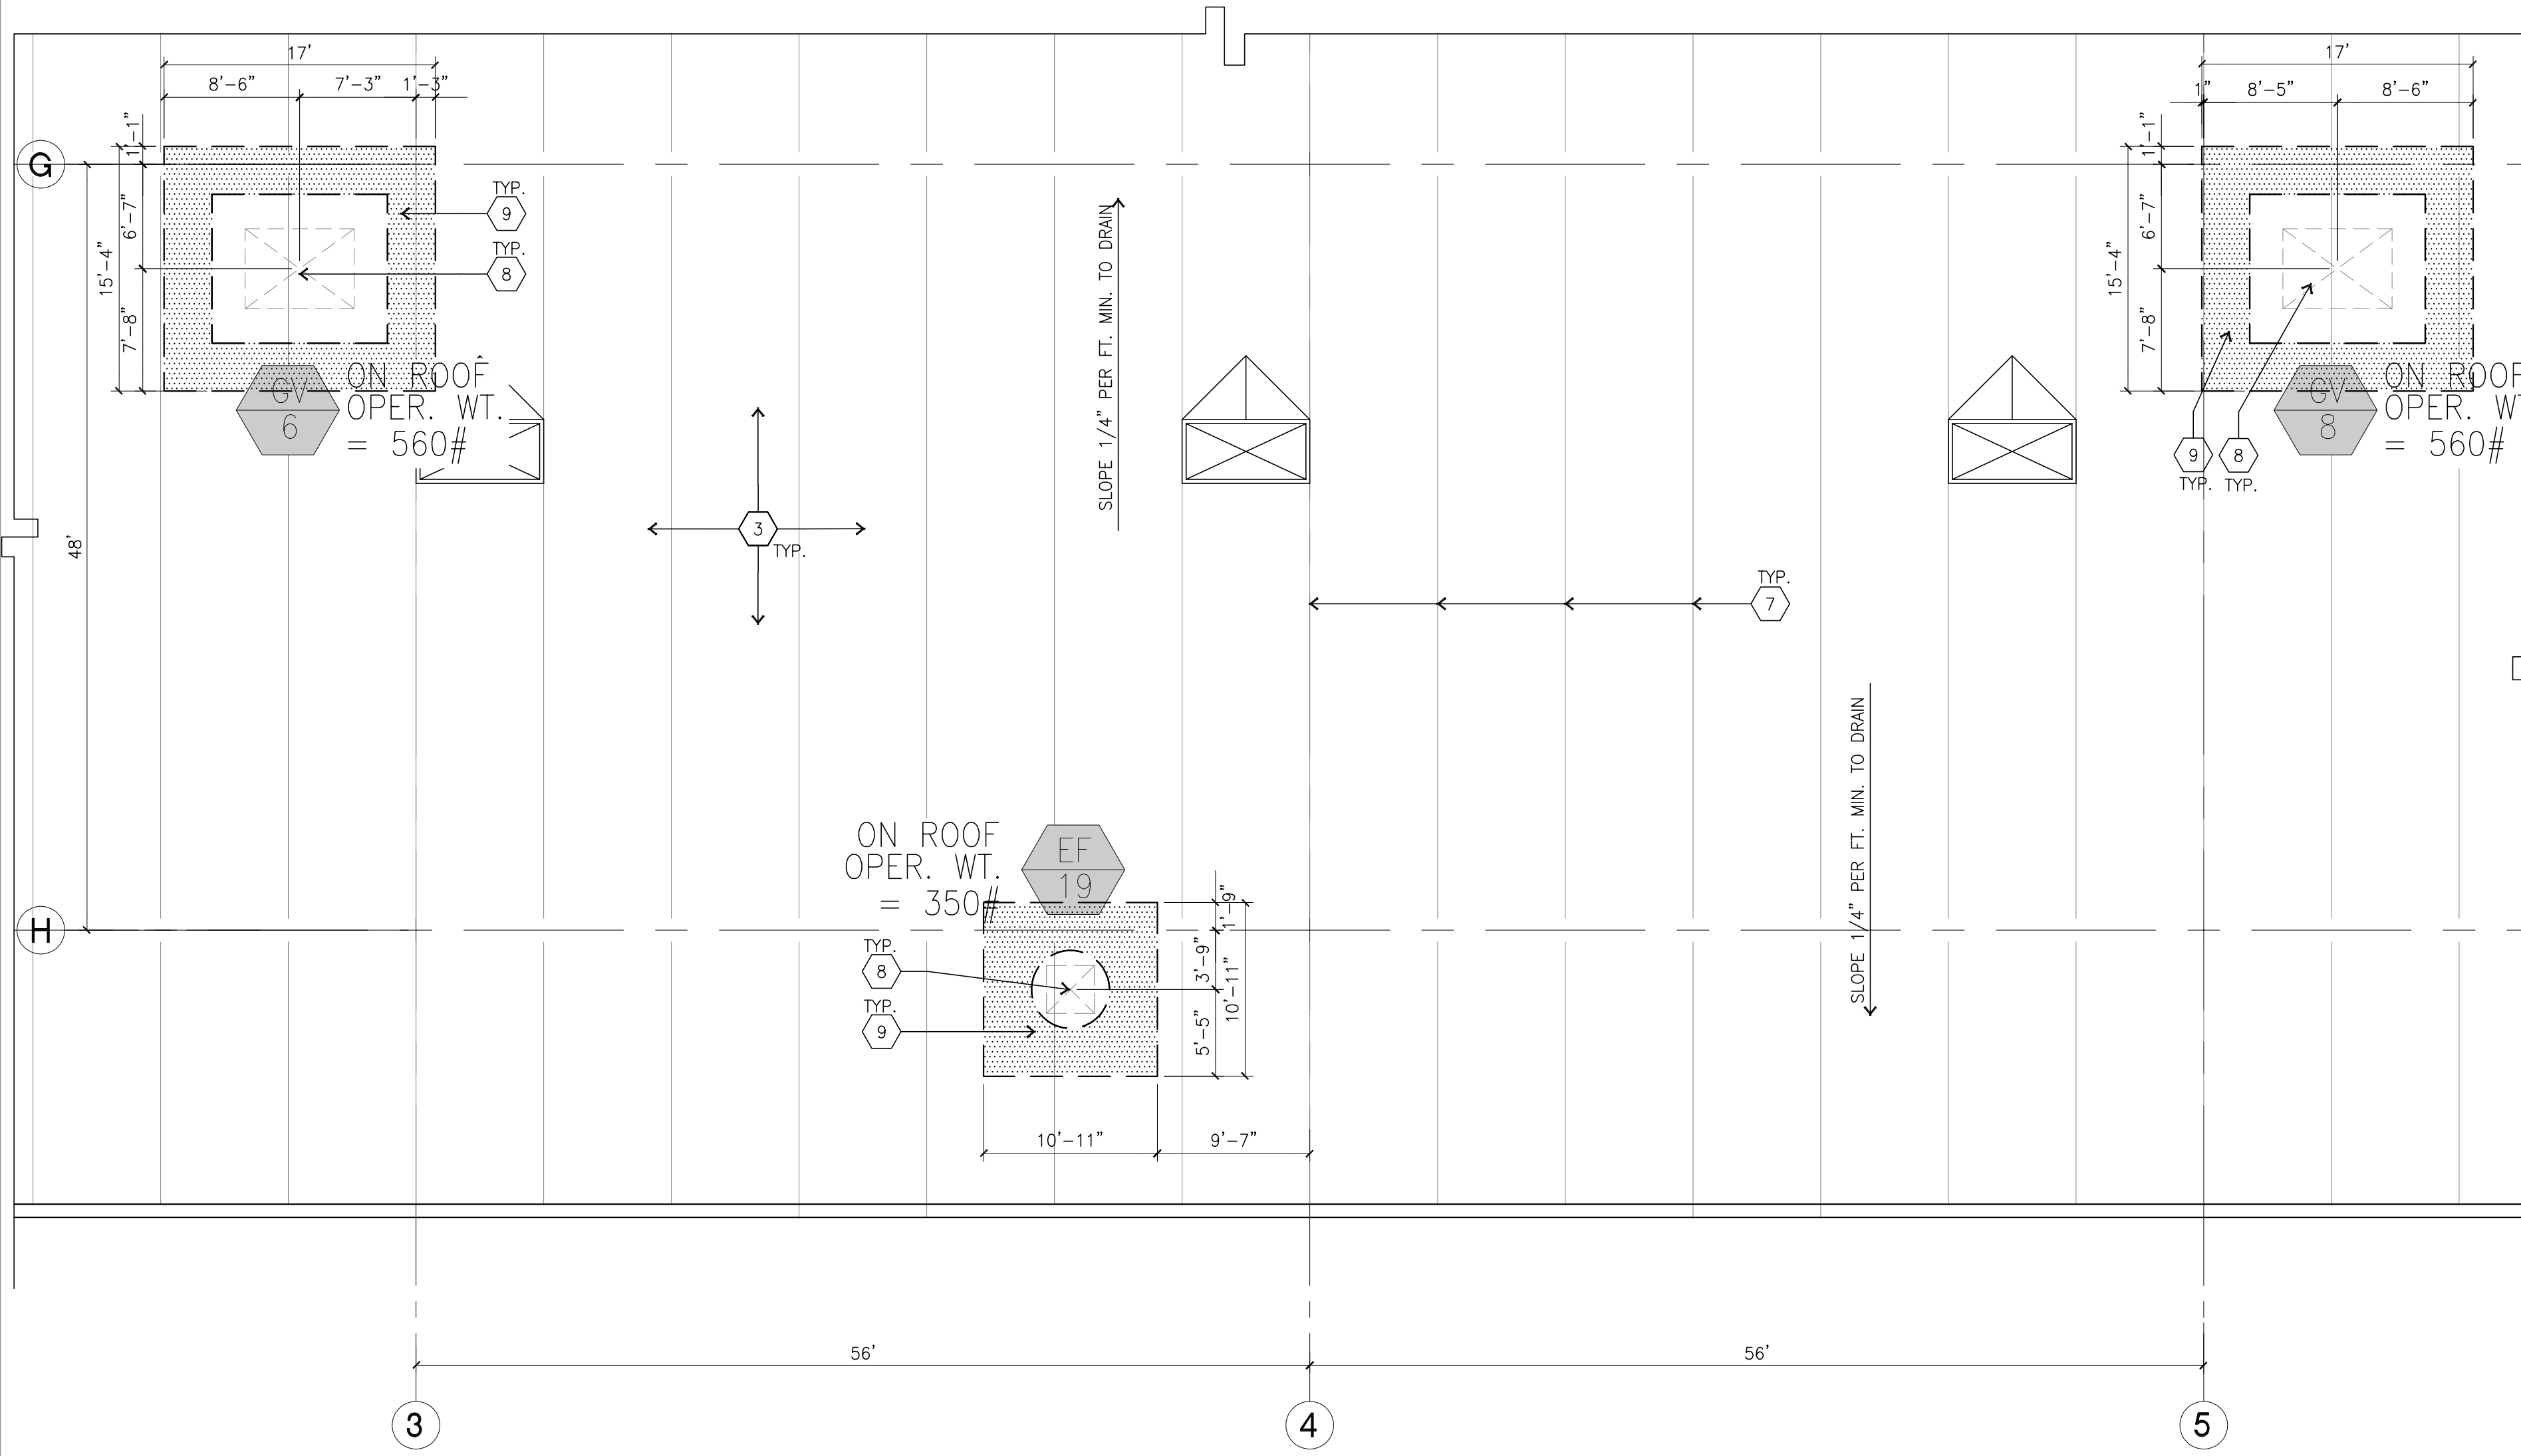 17'
8'-6"
7'-3"
1'-3"
1'-1"
6'-7"
15'-4"
7'-8"
G
TYP.
9
TYP.
8
GV
6
ON ROOF
OPER. WT.
= 560#
48'
3
TYP.
SLOPE 1/4" PER FT. MIN. TO DRAIN
TYP.
7
17'
1"
8'-5"
8'-6"
1'-1"
6'-7"
15'-4"
7'-8"
9
TYP.
8
TYP.
GV
8
ON ROOF
OPER. WT
= 560#
SLOPE 1/4" PER FT. MIN. TO DRAIN
ON ROOF
OPER. WT.
= 350#
EF
19
H
TYP.
8
TYP.
9
1'-9"
3'-9"
10'-11"
5'-5"
10'-11"
9'-7"
56'
56'
3
4
5